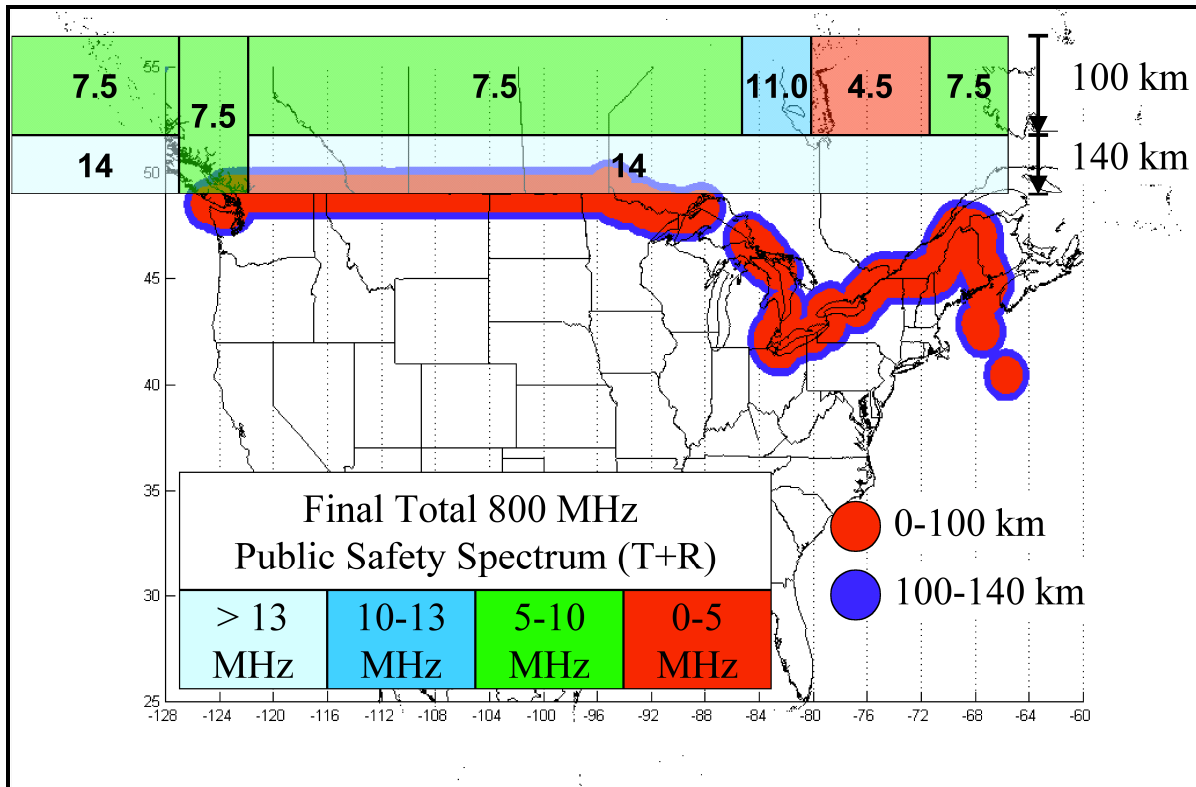 7.5
7.5
7.5
11.0
4.5
7.5
100 km
14
14
140 km
55
50
45
40
35
30
25
Final Total 800 MHz
Public Safety Spectrum (T+R)
> 13
MHz
10-13
MHz
5-10
MHz
0-5
MHz
0-100 km
100-140 km
-128 -124 -120 -116 -112 -108 -104 -100 -96 -92 -88 -84 -80 -76 -72 -68 -64 -60